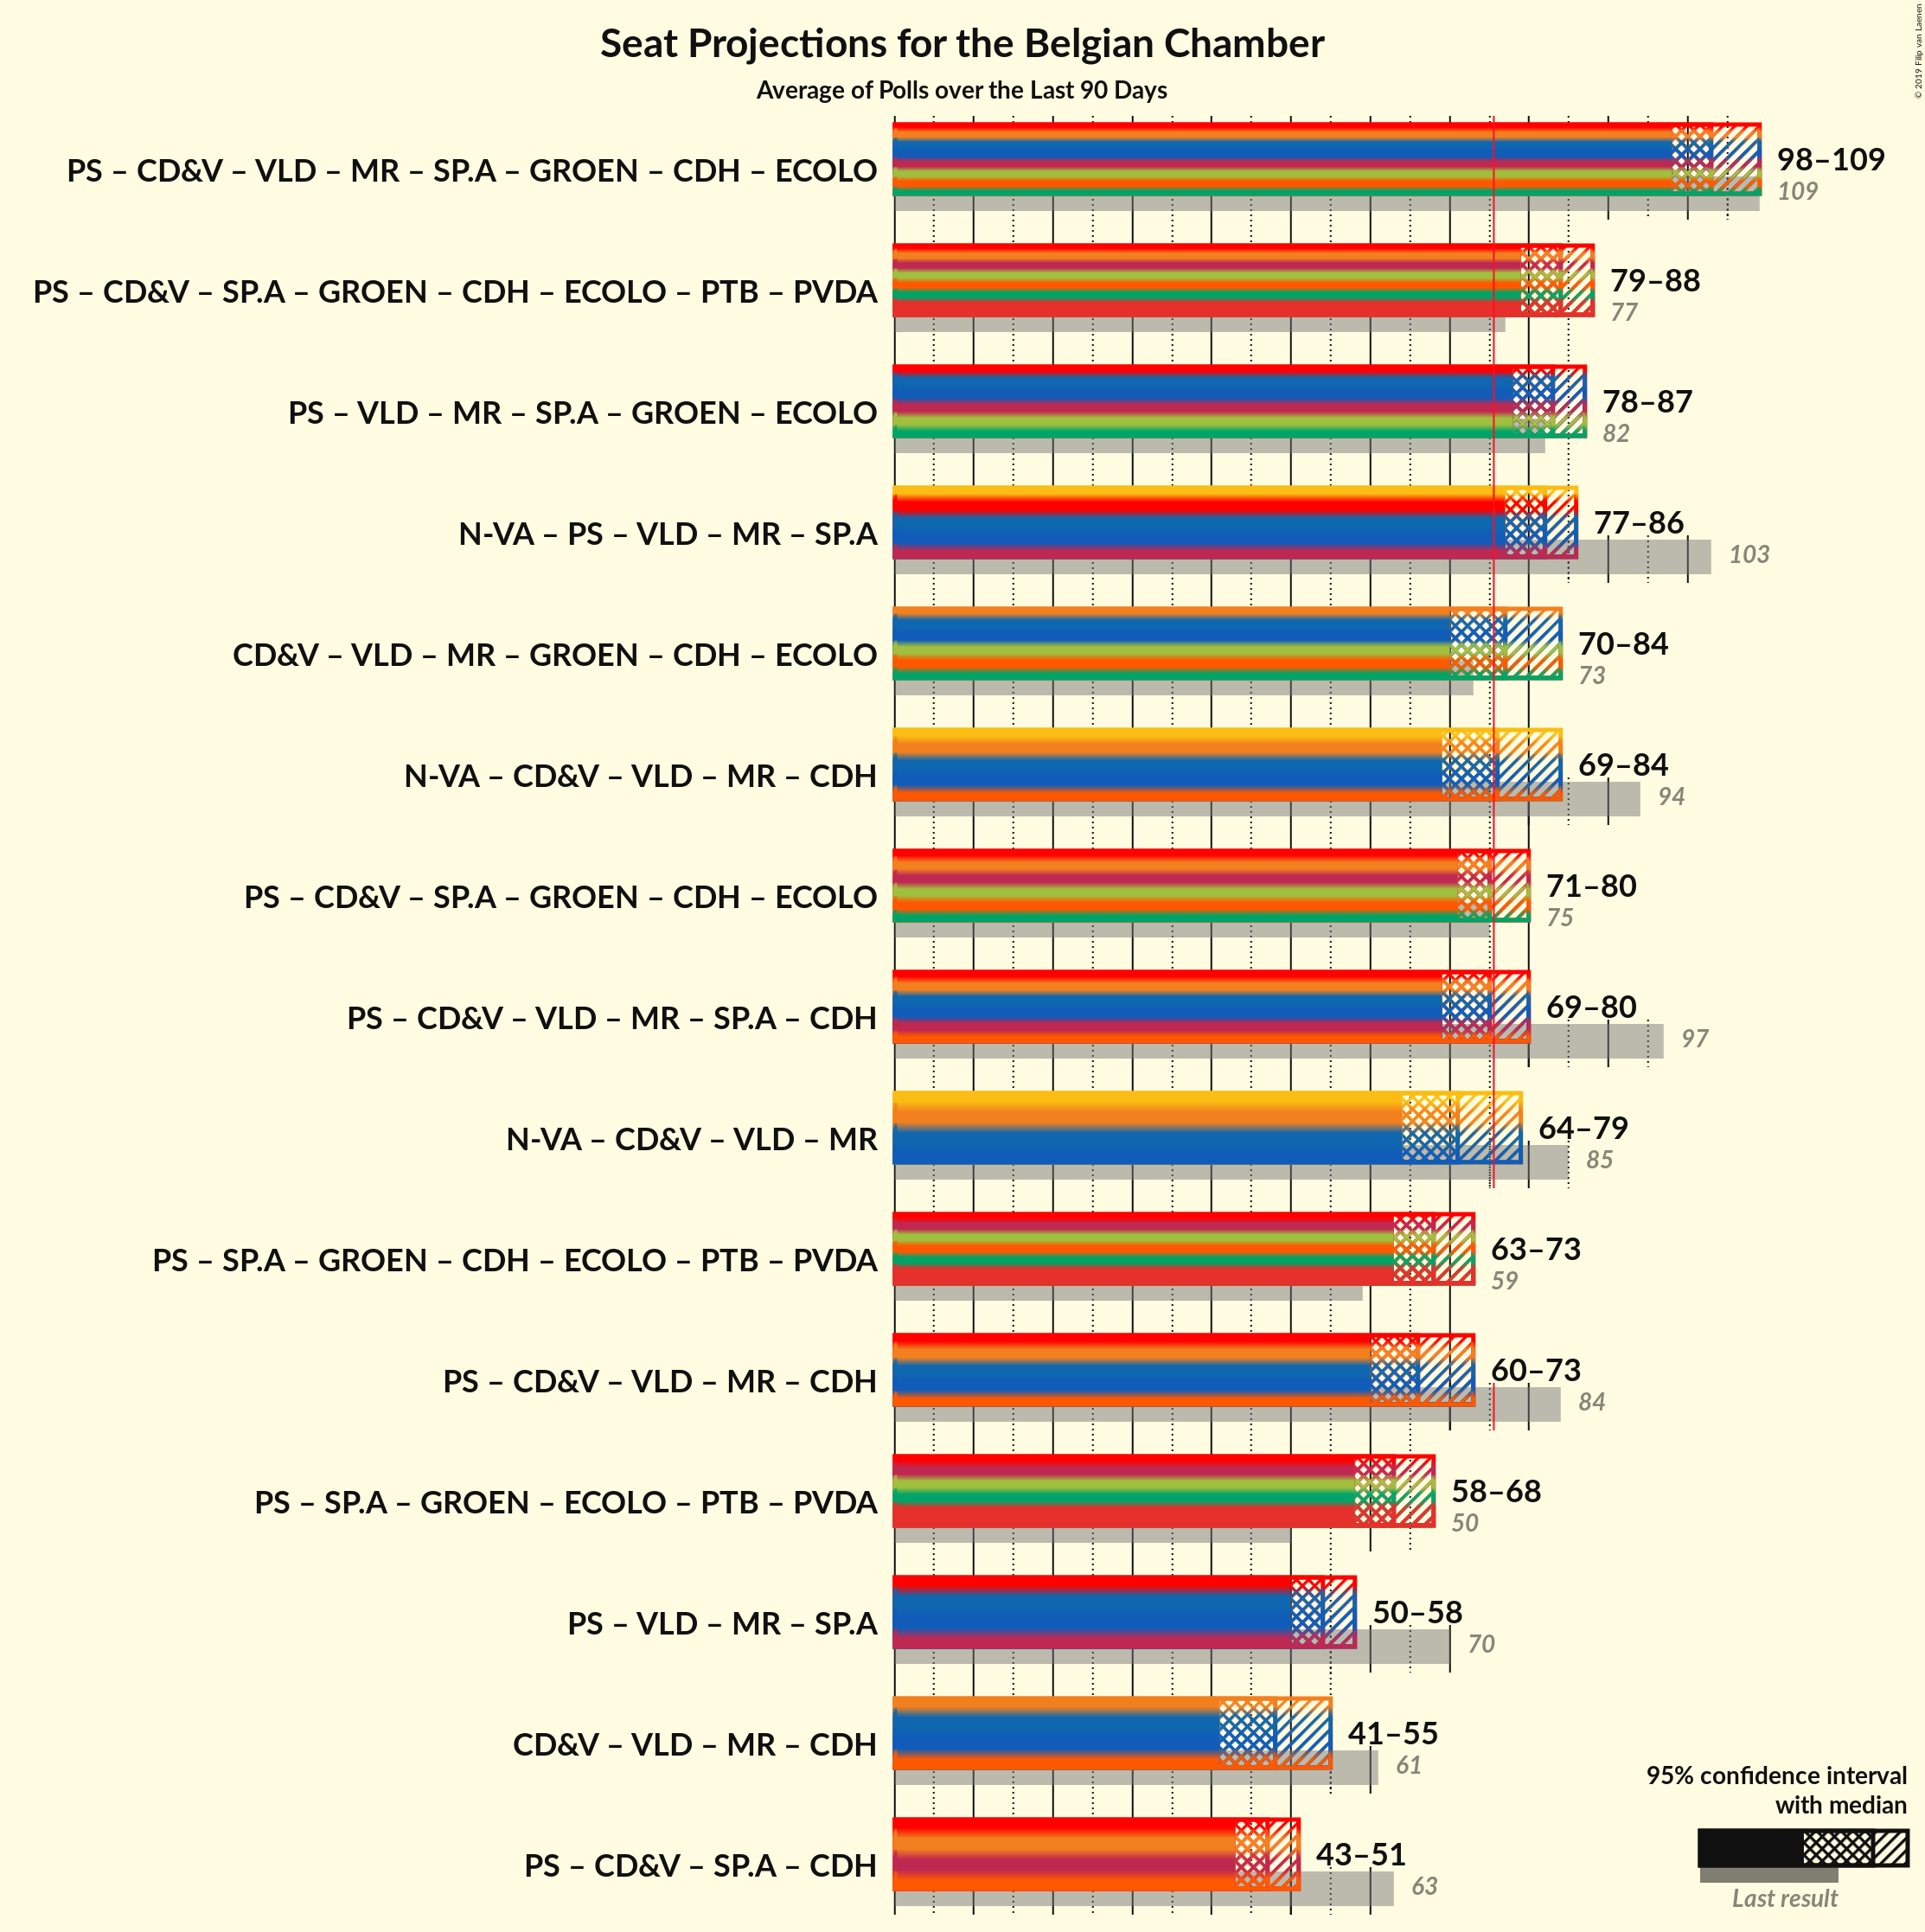 © 2019 Filip van Laenen
Seat Projections for the Belgian Chamber
Average of Polls over the Last 90 Days
PS – CD&V – VLD – MR – SP.A – GROEN – CDH – ECOLO
98–109
109
PS – CD&V – SP.A – GROEN – CDH – ECOLO – PTB – PVDA
79–88
77
PS – VLD – MR – SP.A – GROEN – ECOLO
78–87
82
N-VA – PS – VLD – MR – SP.A
77–86
103
CD&V – VLD – MR – GROEN – CDH – ECOLO
70–84
73
N-VA – CD&V – VLD – MR – CDH
69–84
94
PS – CD&V – SP.A – GROEN – CDH – ECOLO
71–80
75
PS – CD&V – VLD – MR – SP.A – CDH
69–80
97
N-VA – CD&V – VLD – MR
64–79
85
PS – SP.A – GROEN – CDH – ECOLO – PTB – PVDA
63–73
59
PS – CD&V – VLD – MR – CDH
60–73
84
PS – SP.A – GROEN – ECOLO – PTB – PVDA
58–68
50
PS – VLD – MR – SP.A
50–58
70
CD&V – VLD – MR – CDH
41–55
61
PS – CD&V – SP.A – CDH
43–51
63
95% confidence interval
with median
Last result